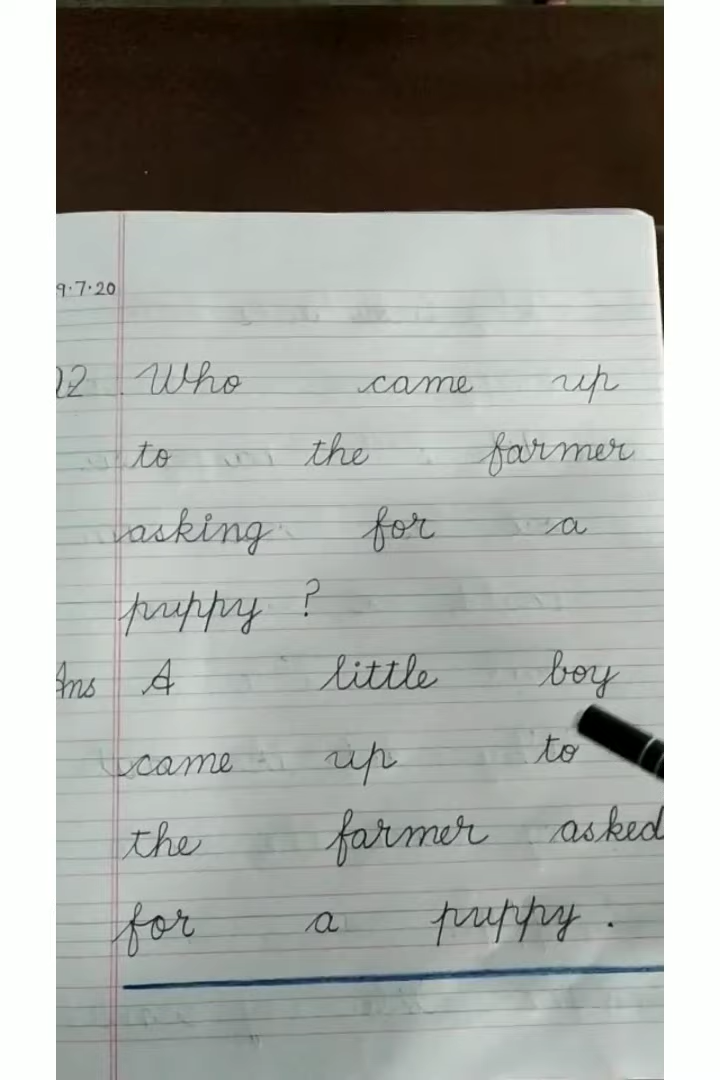 9.7.20
Q2 Who came up
to the farmer
asking for a
puppy ?
Ans A little boy
came up to
the farmer asked
for a puppy.